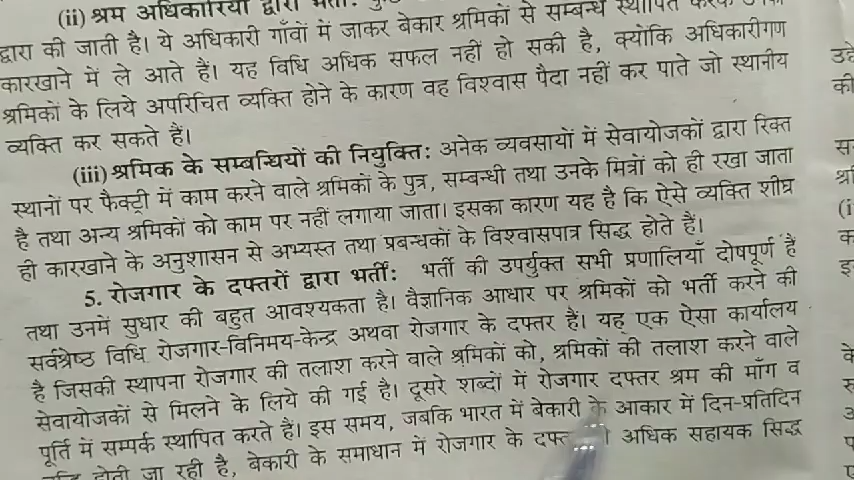 (ii) श्रम अधिकारियों द्वारा भर्ती:
द्वारा की जाती है। ये अधिकारी गाँवों में जाकर बेकार श्रमिकों से सम्बन्ध स्थापित करके
कारखाने में ले आते हैं। यह विधि अधिक सफल नहीं हो सकी है, क्योंकि अधिकारीगण
श्रमिकों के लिये अपरिचित व्यक्ति होने के कारण वह विश्वास पैदा नहीं कर पाते जो स्थानीय
व्यक्ति कर सकते हैं।
(iii) श्रमिक के सम्बन्धियों की नियुक्ति: अनेक व्यवसायों में सेवायोजकों द्वारा रिक्त
स्थानों पर फैक्ट्री में काम करने वाले श्रमिकों के पुत्र, सम्बन्धी तथा उनके मित्रों को ही रखा जाता
है तथा अन्य श्रमिकों को काम पर नहीं लगाया जाता। इसका कारण यह है कि ऐसे व्यक्ति शीघ्र
ही कारखाने के अनुशासन से अभ्यस्त तथा प्रबन्धकों के विश्वासपात्र सिद्ध होते हैं।
5. रोजगार के दफ्तरों द्वारा भर्ती: भर्ती की उपर्युक्त सभी प्रणालियाँ दोषपूर्ण हैं
तथा उनमें सुधार की बहुत आवश्यकता है। वैज्ञानिक आधार पर श्रमिकों को भर्ती करने की
सर्वश्रेष्ठ विधि रोजगार-विनिमय-केन्द्र अथवा रोजगार के दफ्तर हैं। यह एक ऐसा कार्यालय
है जिसकी स्थापना रोजगार की तलाश करने वाले श्रमिकों को, श्रमिकों की तलाश करने वाले
सेवायोजकों से मिलने के लिये की गई है। दूसरे शब्दों में रोजगार दफ्तर श्रम की माँग व
पूर्ति में सम्पर्क स्थापित करते हैं। इस समय, जबकि भारत में बेकारी के आकार में दिन-प्रतिदिन
होती जा रही है, बेकारी के समाधान में रोजगार के अधिक सहायक सिद्ध